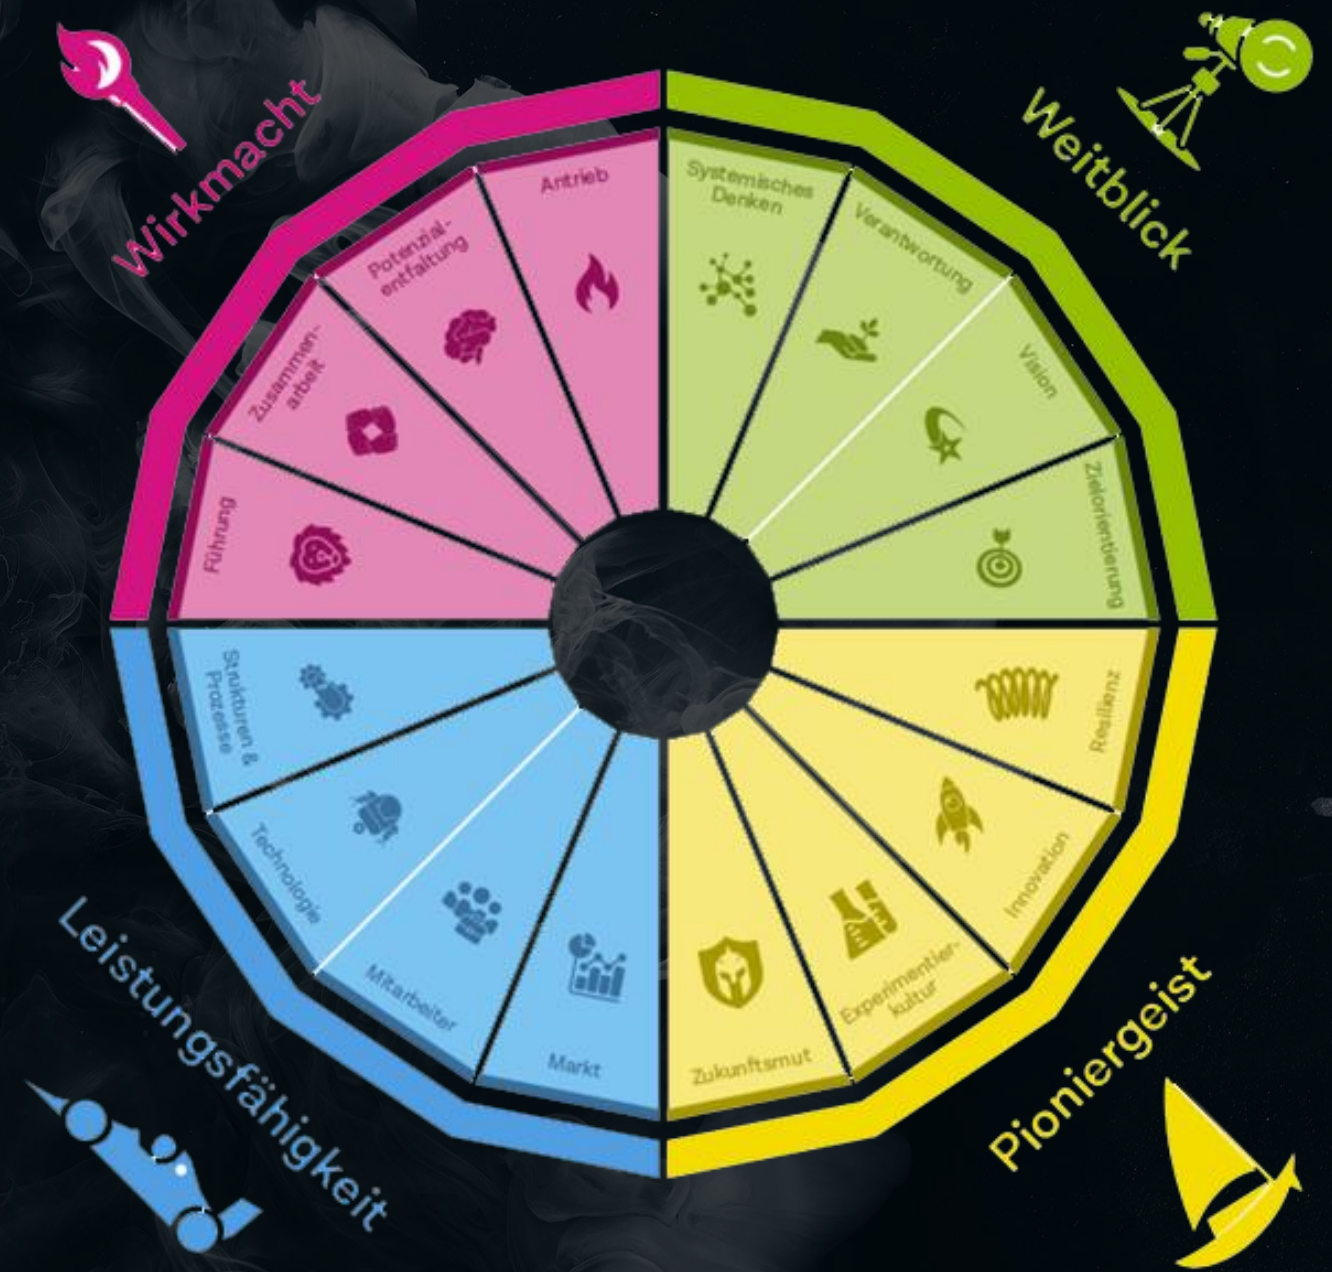 Wirkmacht
Antrieb
Potenzial-
entfaltung
Zusammen-
arbeit
Führung
Weitblick
Systemisches
Denken
Verantwortung
Vision
Zielorientierung
Pioniergeist
Resilienz
Innovation
Experimentier-
kultur
Zukunftsmut
Leistungsfähigkeit
Strukturen &
Prozesse
Technologie
Mitarbeiter
Markt